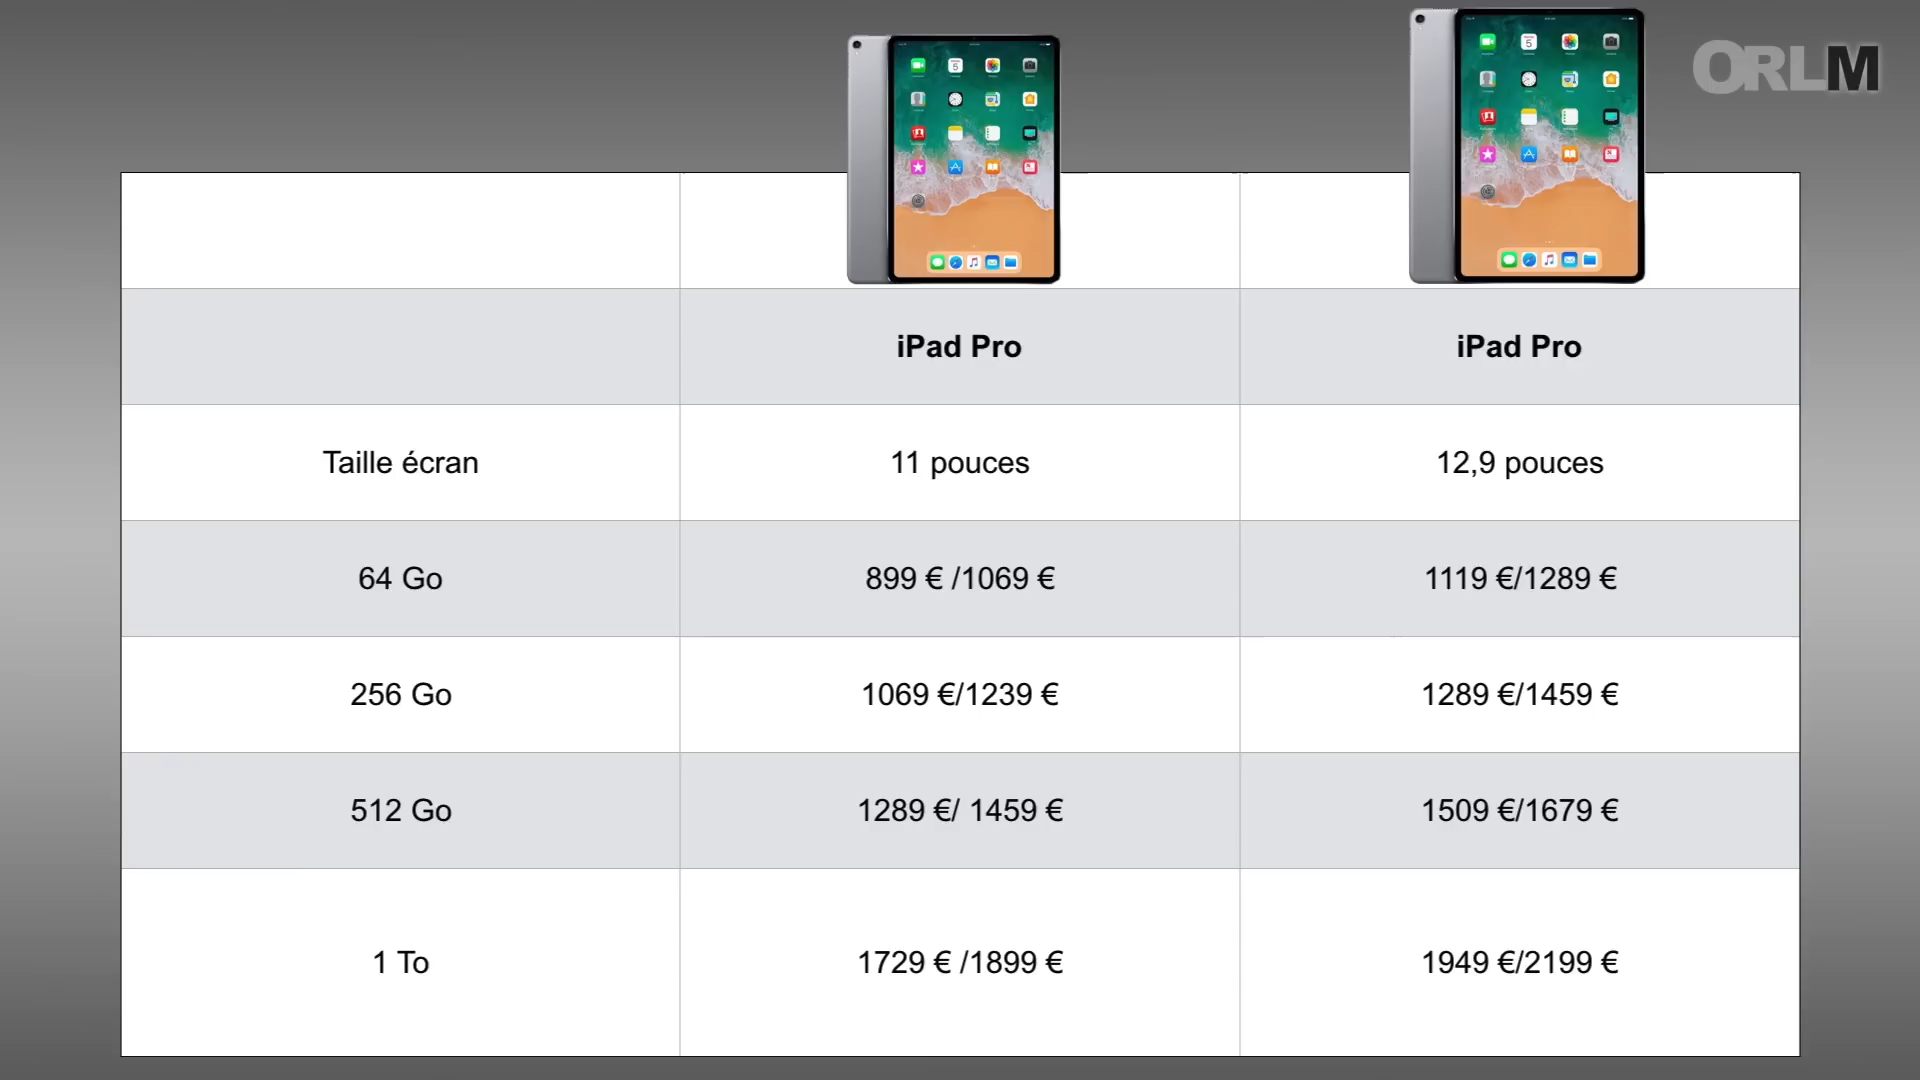 ORLM
iPad Pro
iPad Pro
Taille écran
11 pouces
12,9 pouces
64 Go
899 € /1069 €
1119 €/1289 €
256 Go
1069 €/1239 €
1289 €/1459 €
512 Go
1289 €/ 1459 €
1509 €/1679 €
1 To
1729 € /1899 €
1949 €/2199 €